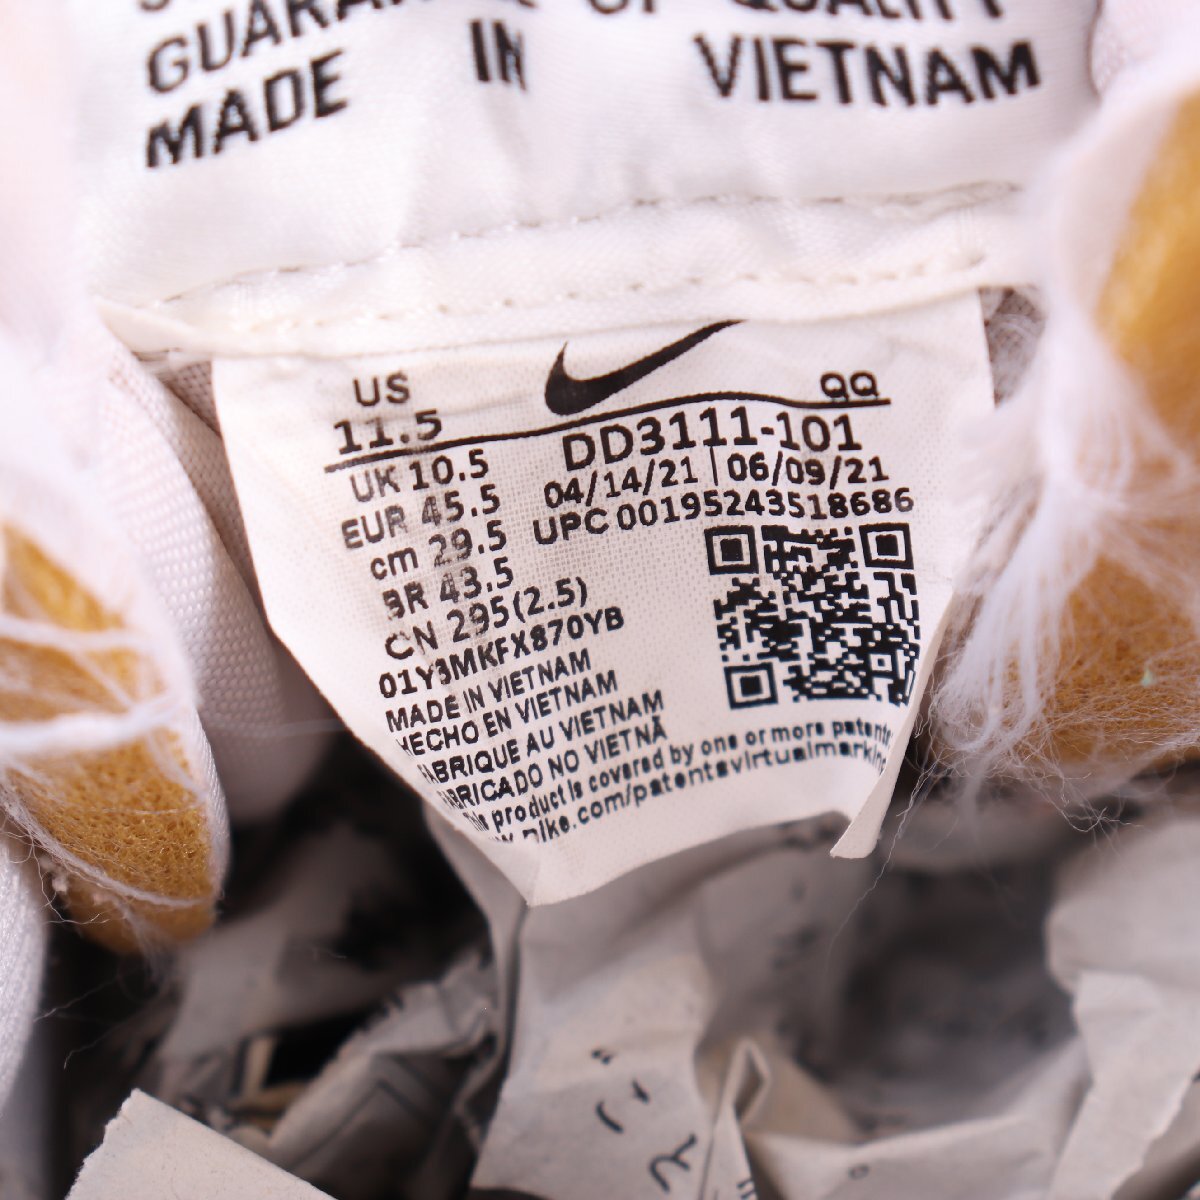 QUALITY
MADE IN VIETNAM
US
11.5
QQ
DD3111-101
UK 10.5
04/14/21 | 06/09/21
EUR 45.5
UPC 00195243518686
cm 29.5
BR 43.5
CN 295(2.5)
01Y3MKFX870YB
MADE IN VIETNAM
HECHO EN VIETNAM
FABRIQUE AU VIETNAM
FABRICADO NO VIETNÃ
This product is covered by one or more patents
nike.com/patentsvirtualmarking